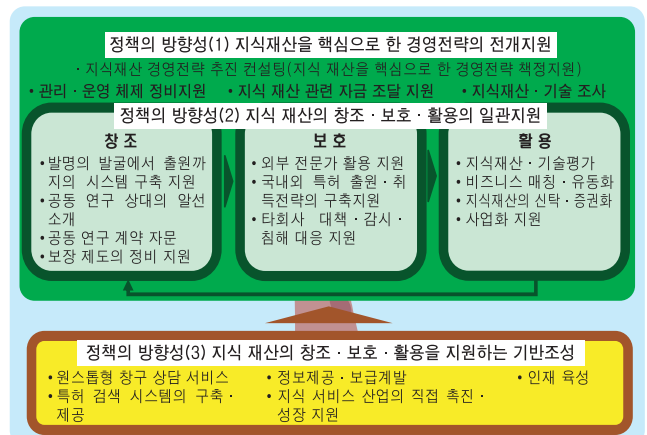 정책의 방향성(1) 지식재산을 핵심으로 한 경영전략의 전개지원
· 지식재산 경영전략 추진 컨설팅(지식 재산을 핵심으로 한 경영전략 책정지원)
• 관리 · 운영 체제 정비지원 • 지식 재산 관련 자금 조달 지원 • 지식재산 · 기술 조사
정책의 방향성(2) 지식 재산의 창조 · 보호 · 활용의 일관지원
창 조
• 발명의 발굴에서 출원까
지의 시스템 구축 지원
• 공동 연구 상대의 알선
소개
• 공동 연구 계약 자문
• 보장 제도의 정비 지원
보 호
• 외부 전문가 활용 지원
• 국내외 특허 출원 · 취
득전략의 구축지원
• 타회사 대책 · 감시 ·
침해 대응 지원
활 용
• 지식재산 · 기술평가
• 비즈니스 매칭 · 유동화
• 지식재산의 신탁 · 증권화
• 사업화 지원
정책의 방향성(3) 지식 재산의 창조 · 보호 · 활용을 지원하는 기반조성
• 원스톱형 창구 상담 서비스
• 특허 검색 시스템의 구축 ·
제공
• 정보제공 · 보급계발
• 지식 서비스 산업의 직접 촉진 ·
성장 지원
• 인재 육성